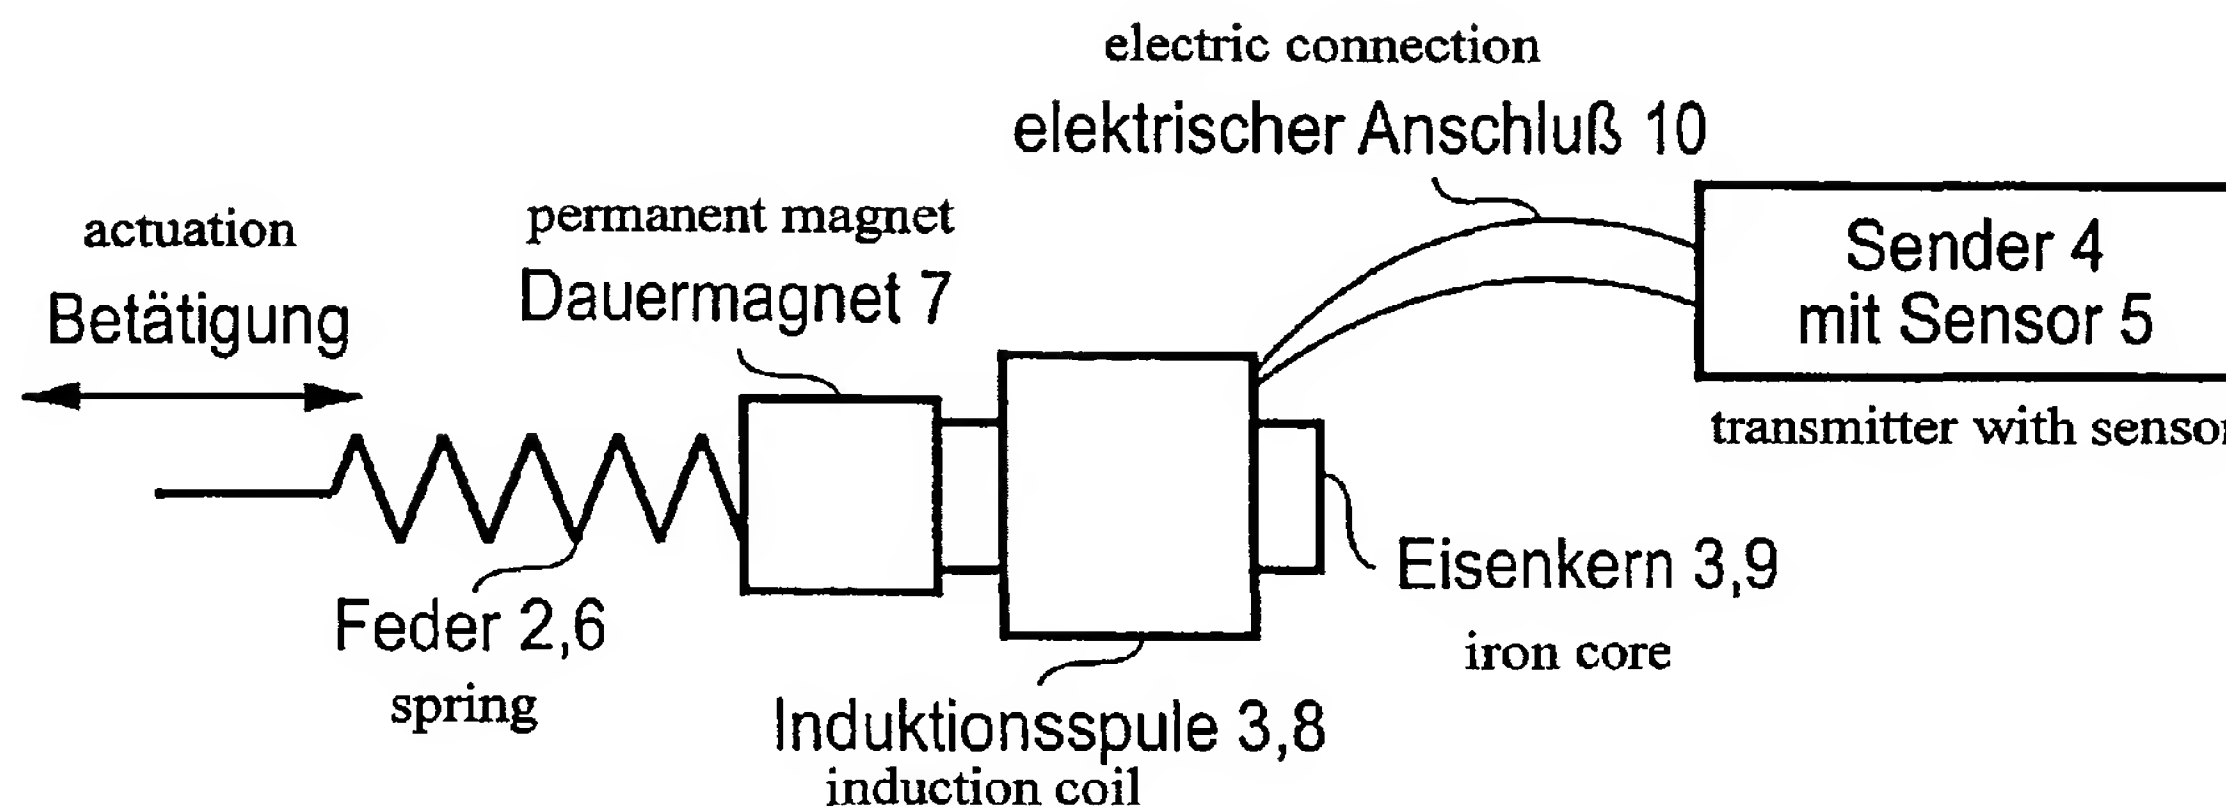 electric connection
elektrischer Anschluß 10
actuation
Betätigung
permanent magnet
Dauermagnet 7
Sender 4
mit Sensor 5
transmitter with sensor
Feder 2,6
spring
Eisenkern 3,9
iron core
Induktionsspule 3,8
induction coil